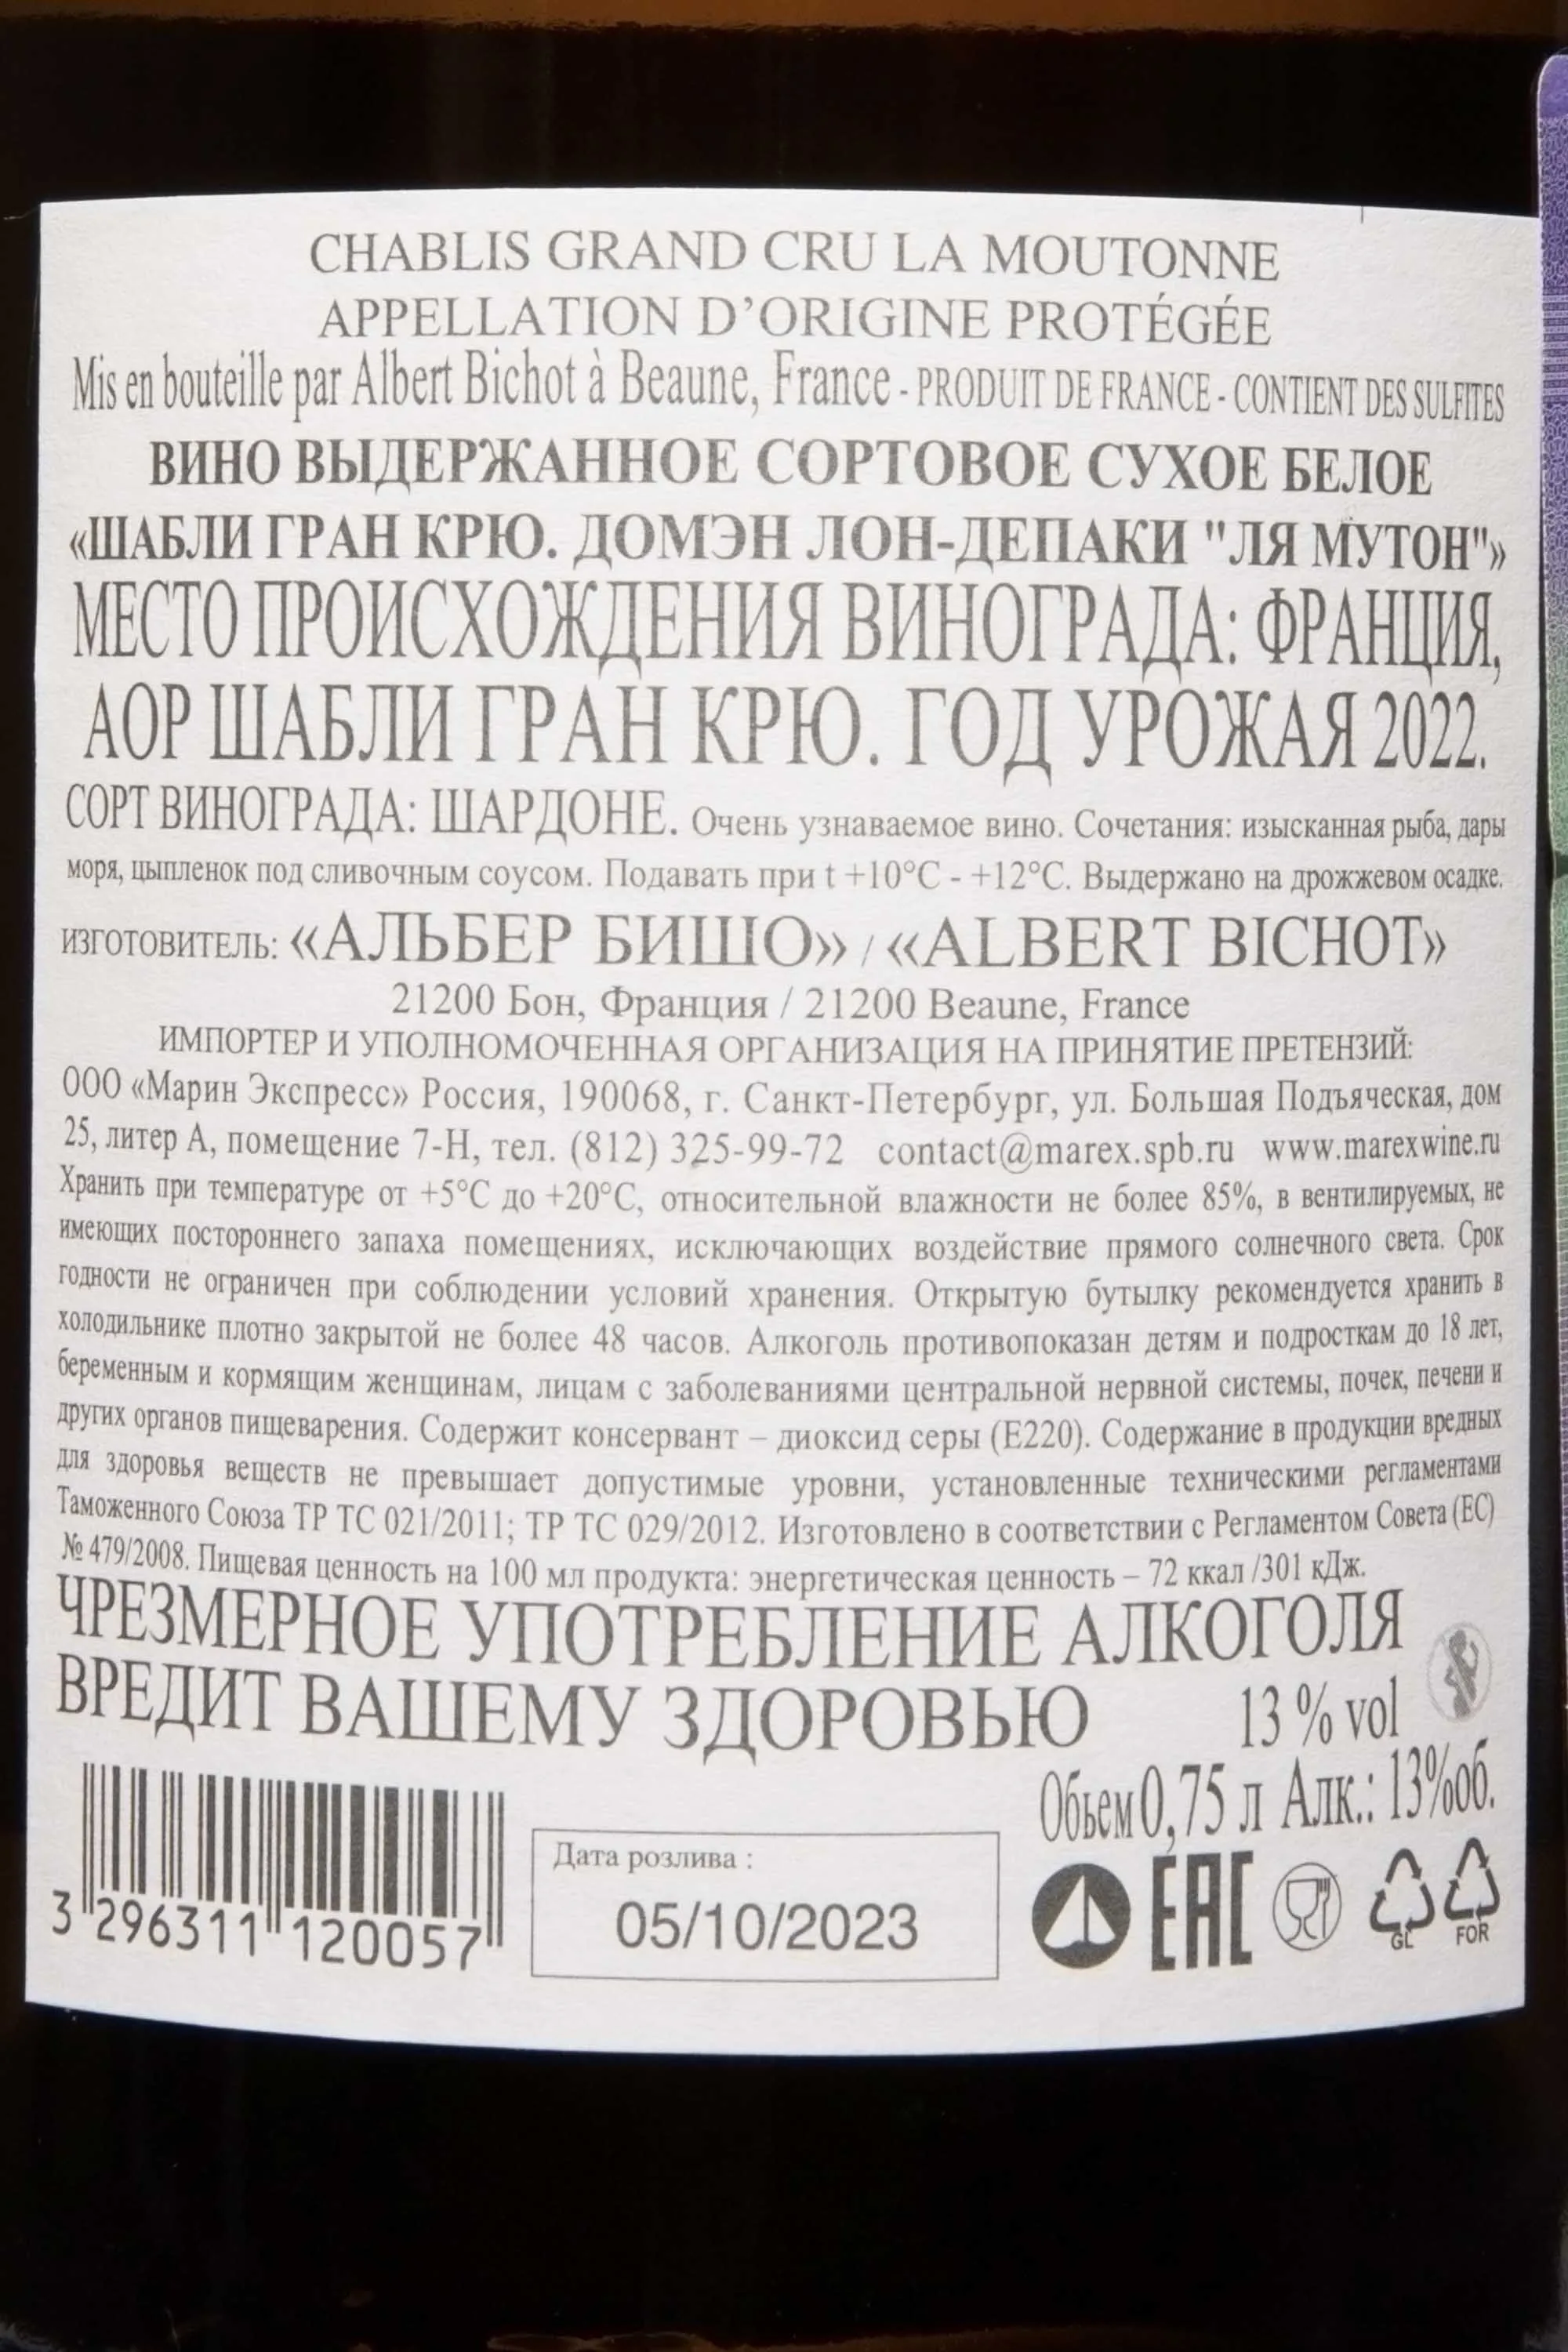 CHABLIS GRAND CRU LA MOUTONNE
APPELLATION D’ORIGINE PROTÉGÉE
Mis en bouteille par Albert Bichot à Beaune, France - PRODUIT DE FRANCE - CONTIENT DES SULFITES
ВИНО ВЫДЕРЖАННОЕ СОРТОВОЕ СУХОЕ БЕЛОЕ
«ШАБЛИ ГРАН КРЮ. ДОМЭН ЛОН-ДЕПАКИ "ЛЯ МУТОН"»
МЕСТО ПРОИСХОЖДЕНИЯ ВИНОГРАДА: ФРАНЦИЯ,
АОР ШАБЛИ ГРАН КРЮ. ГОД УРОЖАЯ 2022.
СОРТ ВИНОГРАДА: ШАРДОНЕ. Очень узнаваемое вино. Сочетания: изысканная рыба, дары
моря, цыпленок под сливочным соусом. Подавать при t +10°C - +12°C. Выдержано на дрожжевом осадке.
ИЗГОТОВИТЕЛЬ: «АЛЬБЕР БИШО» / «ALBERT BICHOT»
21200 Бон, Франция / 21200 Beaune, France
ИМПОРТЕР И УПОЛНОМОЧЕННАЯ ОРГАНИЗАЦИЯ НА ПРИНЯТИЕ ПРЕТЕНЗИЙ:
ООО «Марин Экспресс» Россия, 190068, г. Санкт-Петербург, ул. Большая Подъяческая, дом
25, литер А, помещение 7-Н, тел. (812) 325-99-72 contact@marex.spb.ru www.marexwine.ru
Хранить при температуре от +5°C до +20°C, относительной влажности не более 85%, в вентилируемых, не
имеющих постороннего запаха помещениях, исключающих воздействие прямого солнечного света. Срок
годности не ограничен при соблюдении условий хранения. Открытую бутылку рекомендуется хранить в
холодильнике плотно закрытой не более 48 часов. Алкоголь противопоказан детям и подросткам до 18 лет,
беременным и кормящим женщинам, лицам с заболеваниями центральной нервной системы, почек, печени и
других органов пищеварения. Содержит консервант – диоксид серы (E220). Содержание в продукции вредных
для здоровья веществ не превышает допустимые уровни, установленные техническими регламентами
Таможенного Союза ТР ТС 021/2011; ТР ТС 029/2012. Изготовлено в соответствии с Регламентом Совета (ЕС)
№ 479/2008. Пищевая ценность на 100 мл продукта: энергетическая ценность – 72 ккал /301 кДж.
ЧРЕЗМЕРНОЕ УПОТРЕБЛЕНИЕ АЛКОГОЛЯ
ВРЕДИТ ВАШЕМУ ЗДОРОВЬЮ 13 % vol
Обьем 0,75 л Алк.: 13%об.
Дата розлива :
05/10/2023
3 296311 120057
EAC
GL FOR